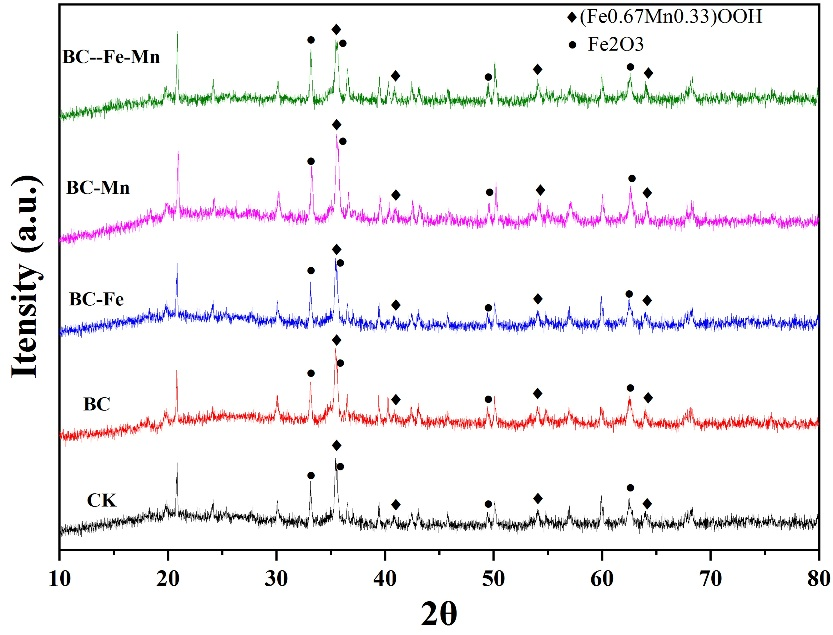 ◆(Fe0.67Mn0.33)OOH
● Fe2O3
BC--Fe-Mn
BC-Mn
BC-Fe
BC
CK
Itensity (a.u.)
10 20 30 40 50 60 70 80
2θ